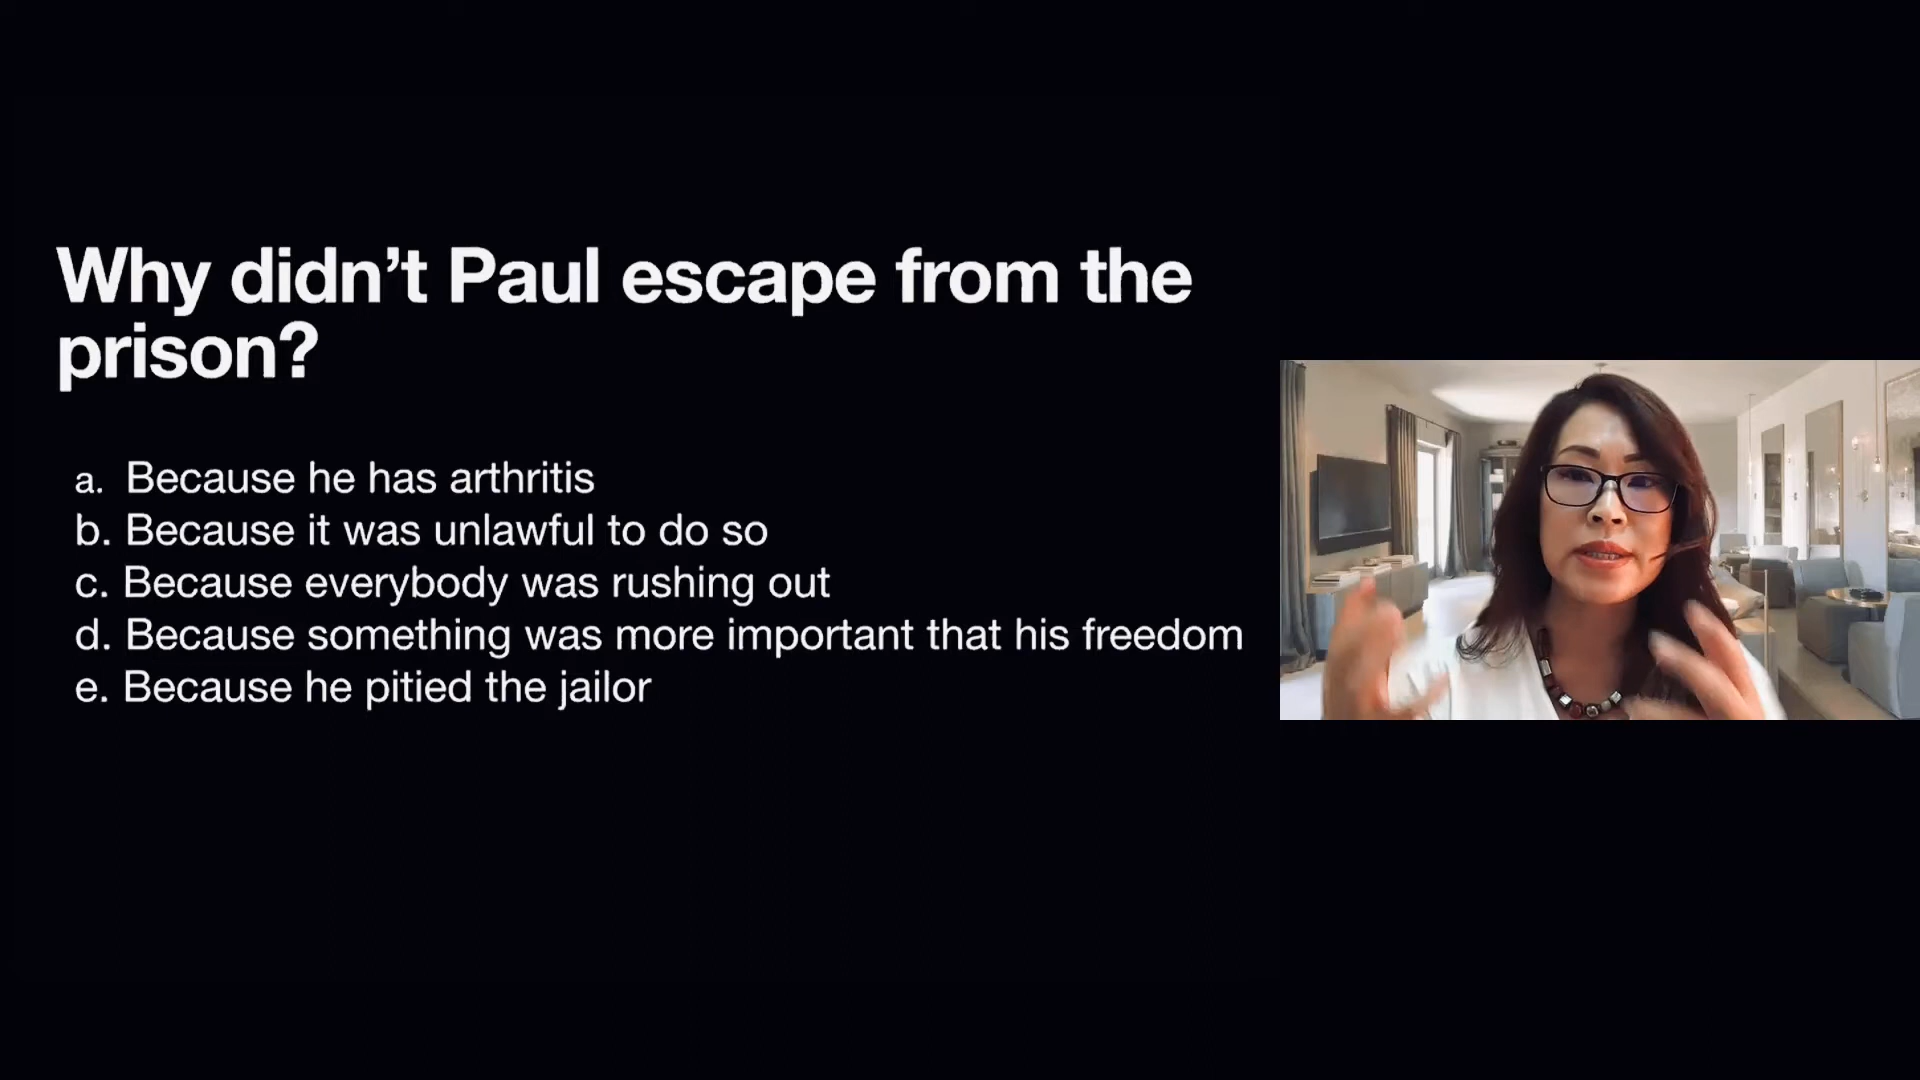 Why didn’t Paul escape from the
prison?
a. Because he has arthritis
b. Because it was unlawful to do so
c. Because everybody was rushing out
d. Because something was more important that his freedom
e. Because he pitied the jailor